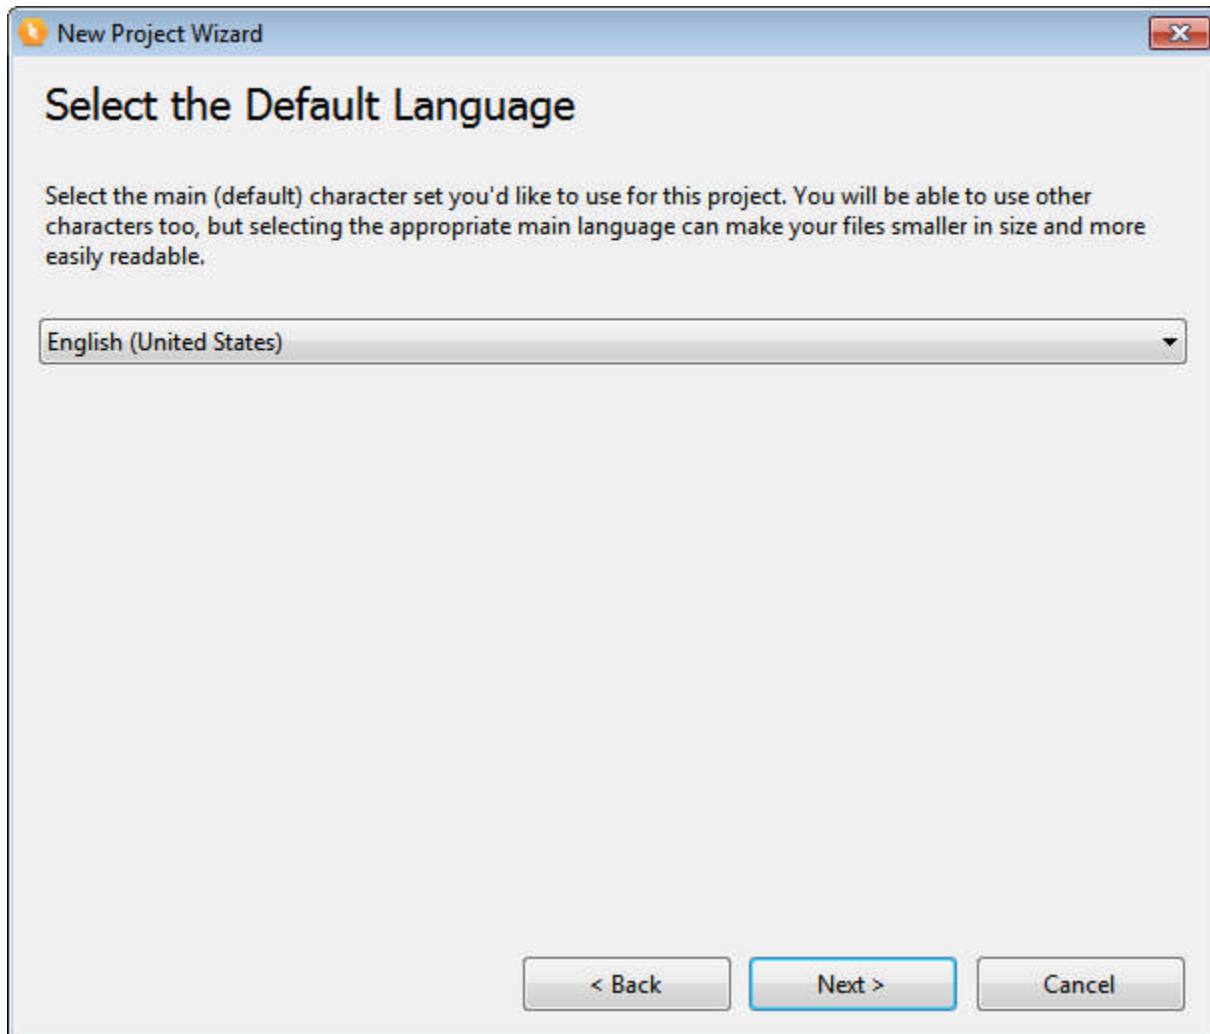 New Project Wizard
Select the Default Language
Select the main (default) character set you'd like to use for this project. You will be able to use other
characters too, but selecting the appropriate main language can make your files smaller in size and more
easily readable.
English (United States)
< Back
Next >
Cancel